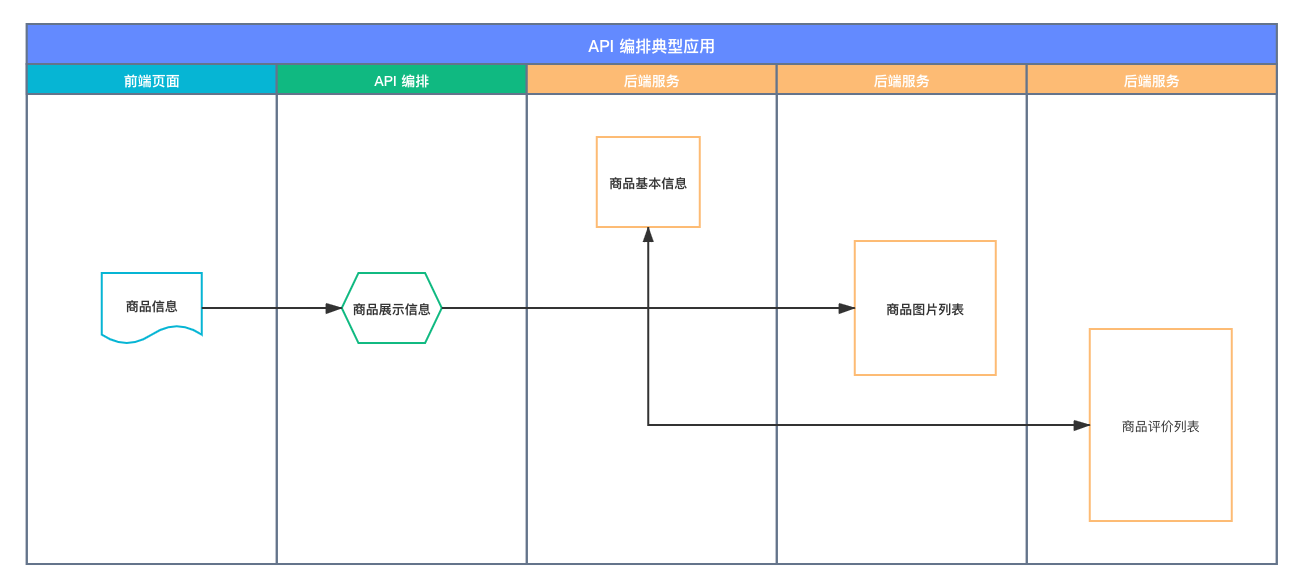 API 编排典型应用
前端页面
API 编排
后端服务
后端服务
后端服务
商品基本信息
商品信息
商品展示信息
商品图片列表
商品评价列表